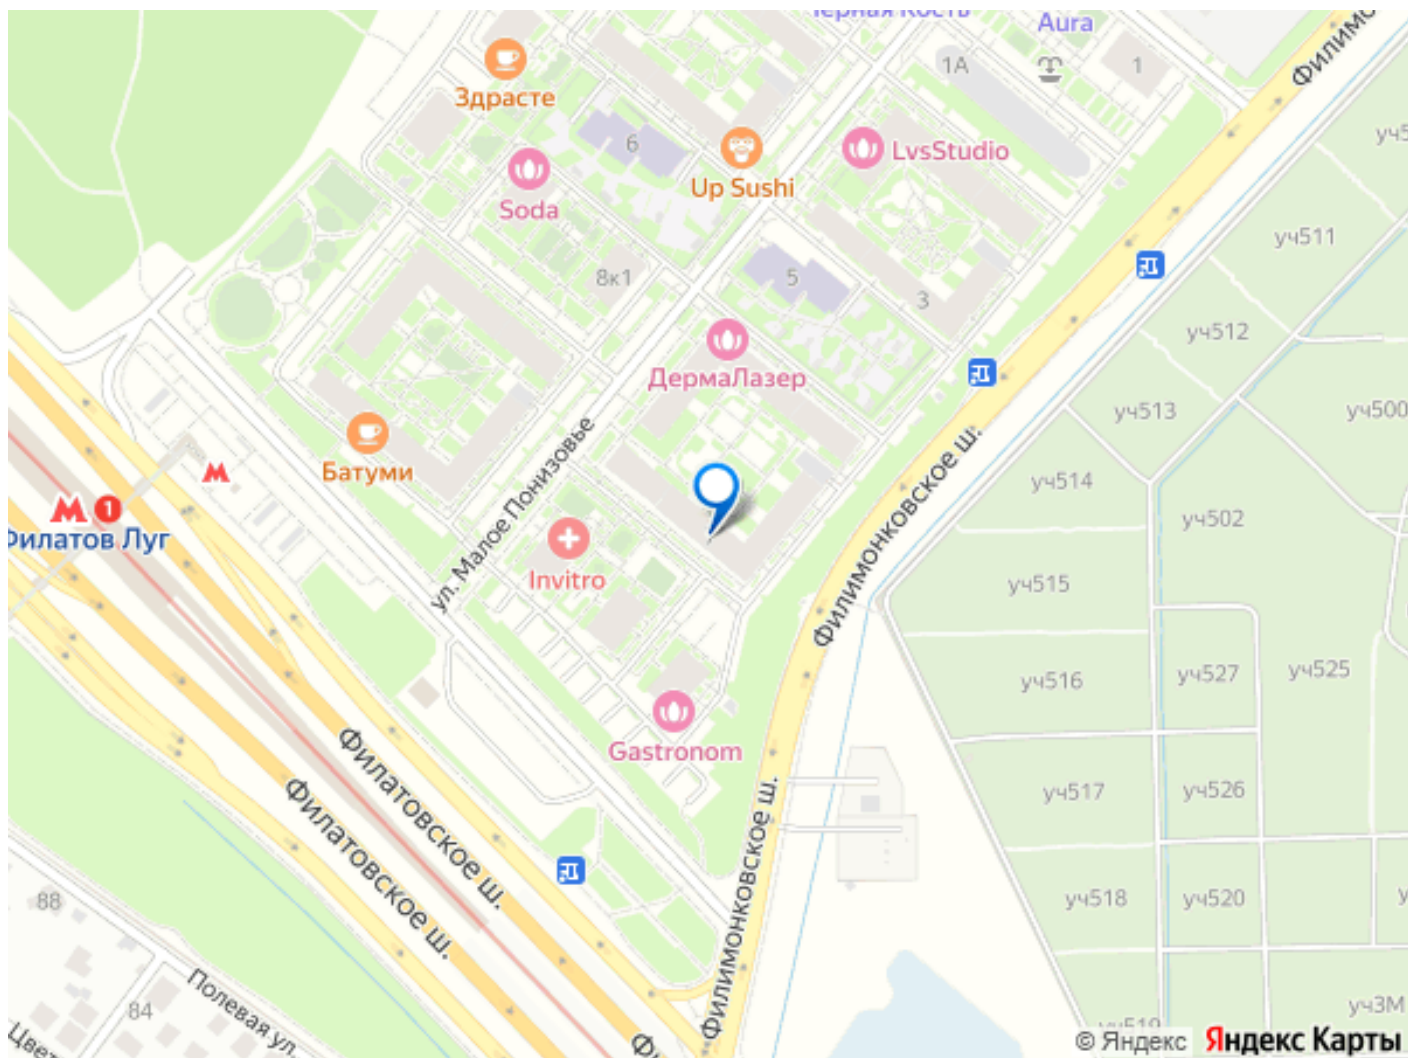 Aura
1А
1
Здрасте
6
LvsStudio
Up Sushi
Soda
8к1
5
3
ДермаЛазер
Батуми
ул. Малое Понизовье
Invitro
Gastronom
М 1
М
Филатов Луг
Филимонковское ш.
Филимонковское ш.
Филатовское ш.
Филатовское ш.
уч511
уч512
уч513
уч500
уч514
уч502
уч515
уч516
уч527
уч525
уч517
уч526
уч518
уч520
уч3М
88
84
Полевая ул.
© Яндекс Яндекс Карты